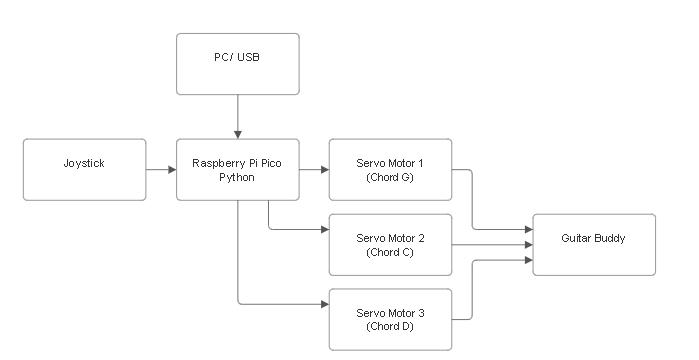 PC/ USB
Joystick
Raspberry Pi Pico
Python
Servo Motor 1
(Chord G)
Servo Motor 2
(Chord C)
Guitar Buddy
Servo Motor 3
(Chord D)